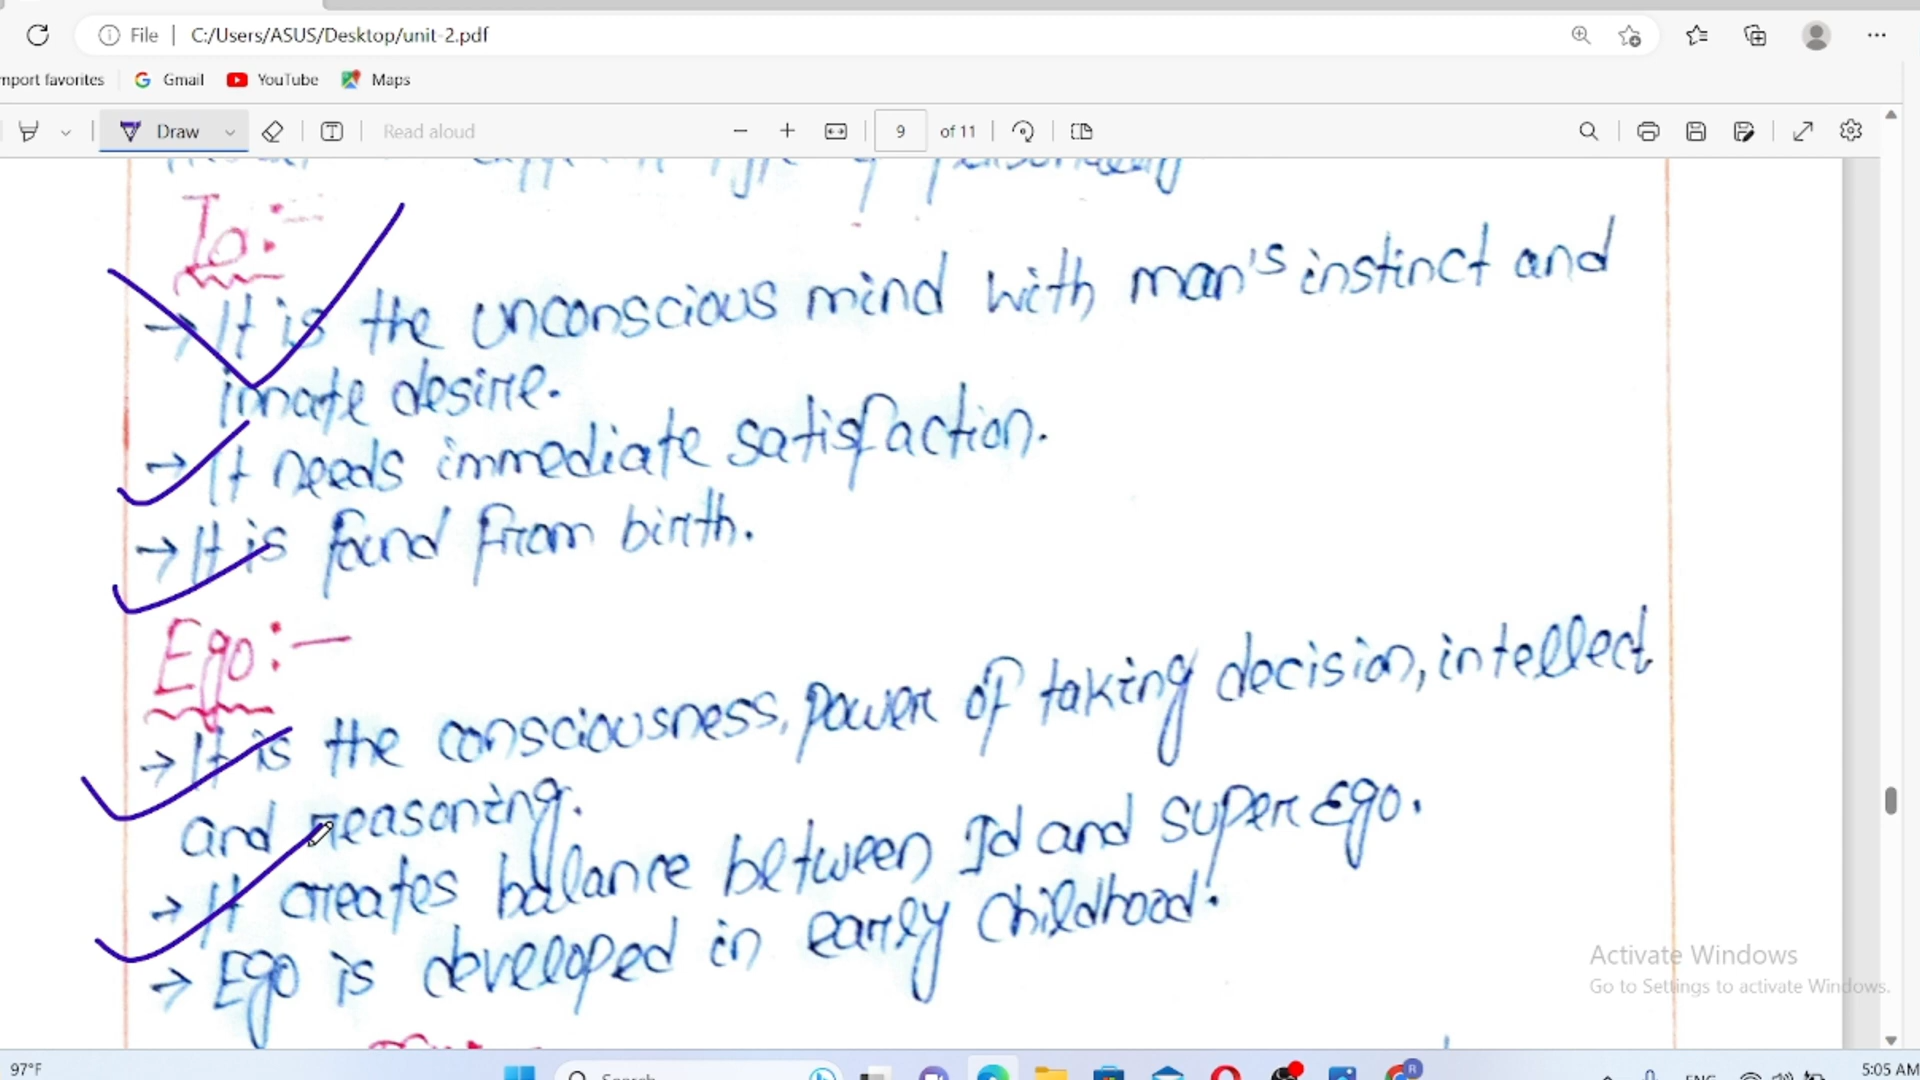 File | C:/Users/ASUS/Desktop/unit-2.pdf
mport favorites Gmail YouTube Maps
Draw Read aloud 9 of 11
ID:-
→ It is the unconscious mind with man's instinct and
innate desire.
→ It needs immediate satisfaction.
→ It is found from birth.
Ego:-
→ It is the consciousness, power of taking decision, intellect
and reasoning.
→ It creates balance between Id and super Ego.
→ Ego is developed in early childhood.
Activate Windows
Go to Settings to activate Windows.
97°F Search ENG 5:05 AM